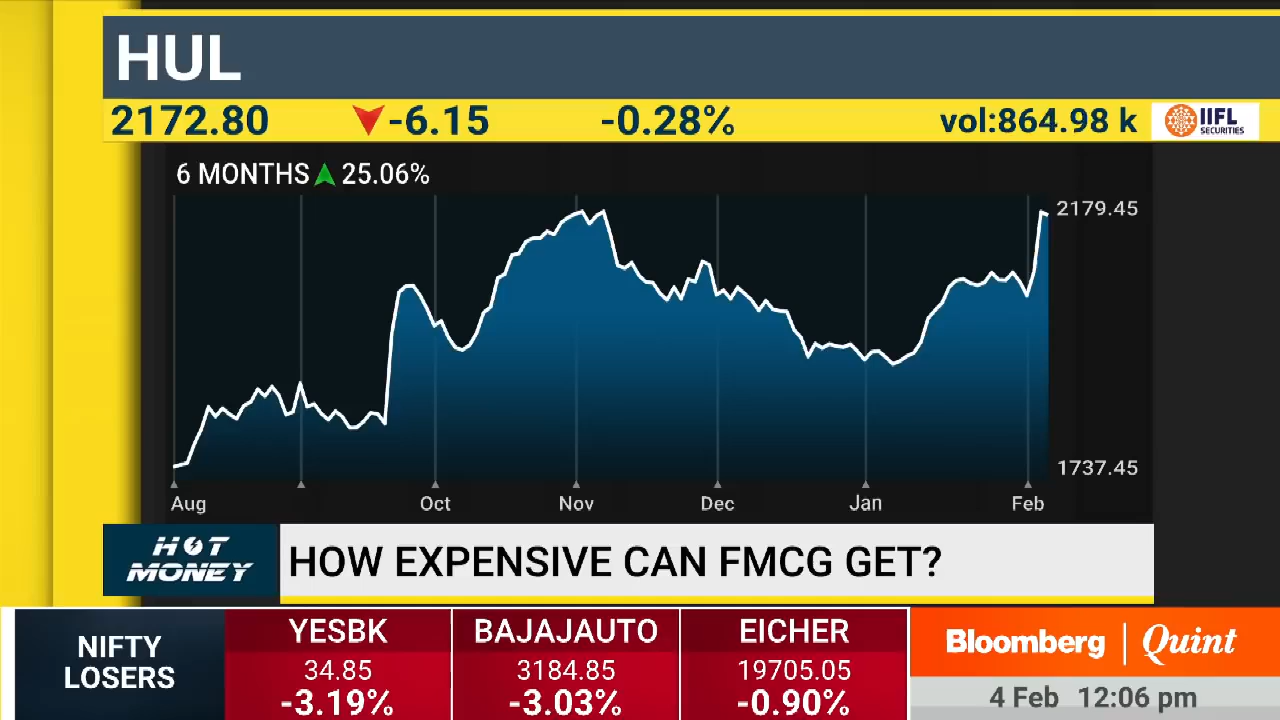 HUL
2172.80 -6.15 -0.28% vol:864.98 k IIFL SECURITIES
6 MONTHS 25.06%
2179.45
1737.45
Aug Oct Nov Dec Jan Feb
HOT MONEY
HOW EXPENSIVE CAN FMCG GET?
NIFTY LOSERS
YESBK
34.85
-3.19%
BAJAJAUTO
3184.85
-3.03%
EICHER
19705.05
-0.90%
Bloomberg | Quint
4 Feb 12:06 pm